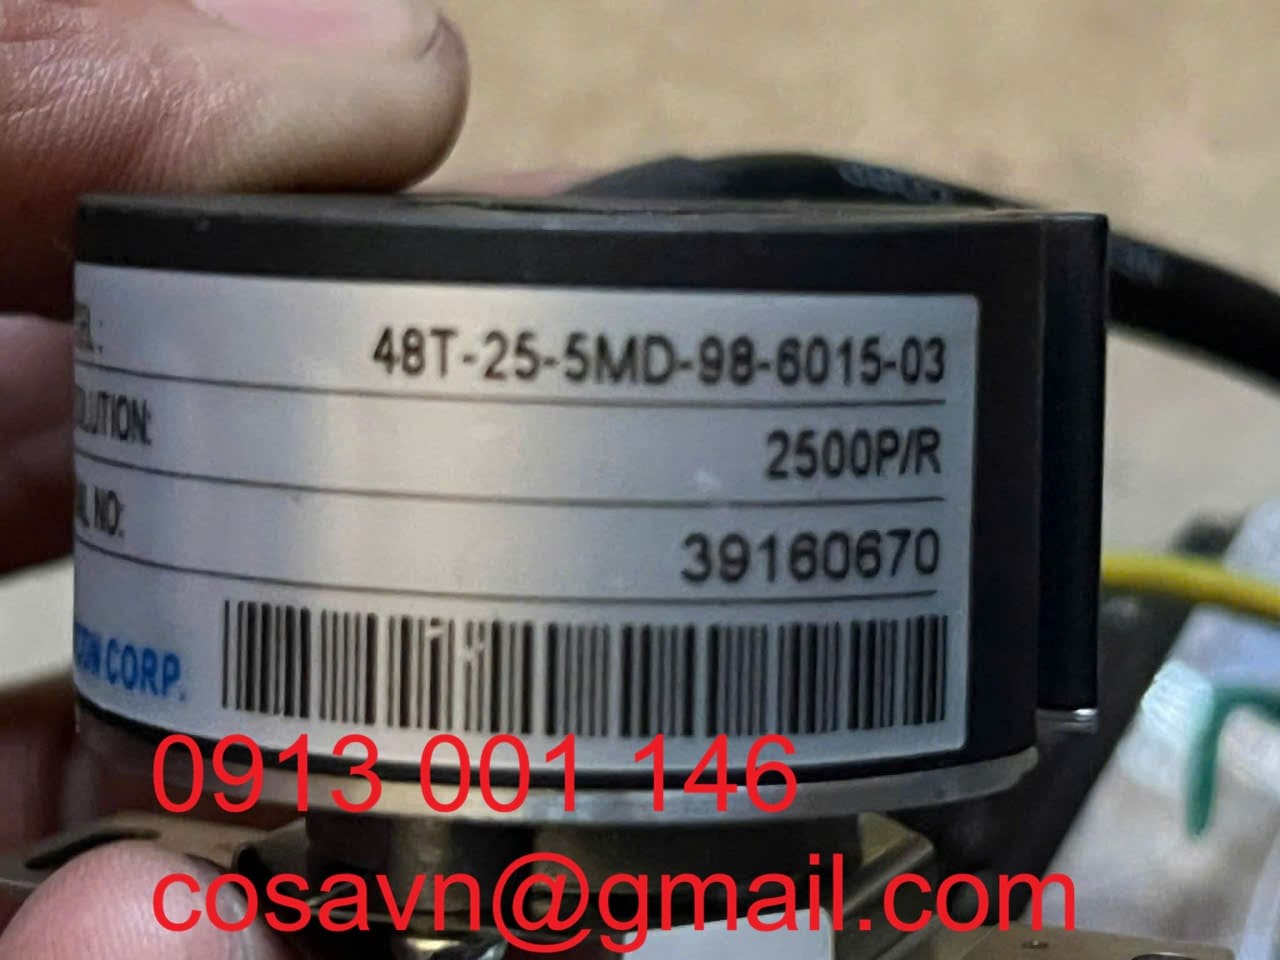 48T-25-5MD-98-6015-03
2500P/R
NO:
39160670
CORP.
0913 001 146
cosavn@gmail.com